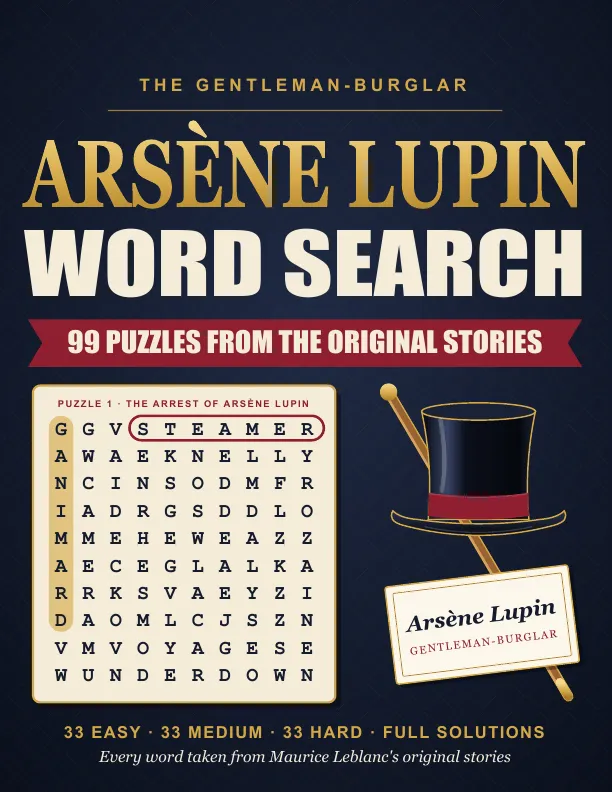 THE GENTLEMAN-BURGLAR
ARSÈNE LUPIN
WORD SEARCH
99 PUZZLES FROM THE ORIGINAL STORIES
PUZZLE 1 · THE ARREST OF ARSÈNE LUPIN
G G V S T E A M E R
A W A E K N E L L Y
N C I N S O D M F R
I A D R G S D D L O
M M E H E W E A Z Z
A E C E G L A L K A
R R K S V A E Y Z I
D A O M L C J S Z N
V M V O Y A G E S E
W U N D E R D O W N
Arsène Lupin
GENTLEMAN-BURGLAR
33 EASY · 33 MEDIUM · 33 HARD · FULL SOLUTIONS
Every word taken from Maurice Leblanc's original stories